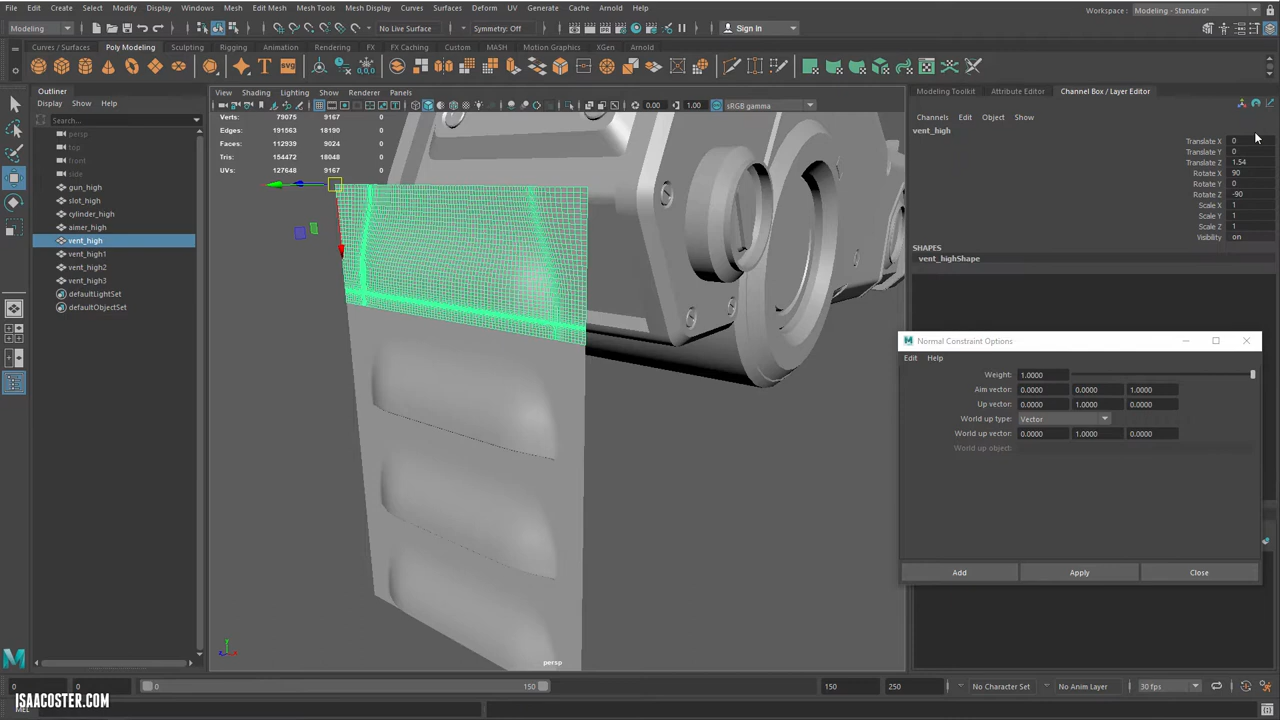 File Edit Create Select Modify Display Windows Mesh Edit Mesh Mesh Tools Mesh Display Curves Surfaces Deform UV Generate Cache Arnold Help Workspace : Modeling - Standard*
Modeling No Live Surface Symmetry: Off Sign In
Curves / Surfaces Poly Modeling Sculpting Rigging Animation Rendering FX FX Caching Custom MASH Motion Graphics XGen Arnold
SVG
Outliner
Display Show Help
Search...
persp
top
front
side
gun_high
slot_high
cylinder_high
aimer_high
vent_high
vent_high1
vent_high2
vent_high3
defaultLightSet
defaultObjectSet
View Shading Lighting Show Renderer Panels
0.00 1.00 sRGB gamma
Verts: 79075 9167 0
Edges: 191563 18190 0
Faces: 112939 9024 0
Tris: 154472 18048 0
UVs: 127648 9167 0
persp
Modeling Toolkit Attribute Editor Channel Box / Layer Editor
Channels Edit Object Show
vent_high
Translate X 0
Translate Y 0
Translate Z 1.54
Rotate X 90
Rotate Y 0
Rotate Z -90
Scale X 1
Scale Y 1
Scale Z 1
Visibility on
SHAPES
vent_highShape
Normal Constraint Options
Edit Help
Weight: 1.0000
Aim vector: 0.0000 0.0000 1.0000
Up vector: 0.0000 1.0000 0.0000
World up type: Vector
World up vector: 0.0000 1.0000 0.0000
World up object:
Add Apply Close
0 0 0 150 150 250 No Character Set No Anim Layer 30 fps
MEL
ISAACOSTER.COM